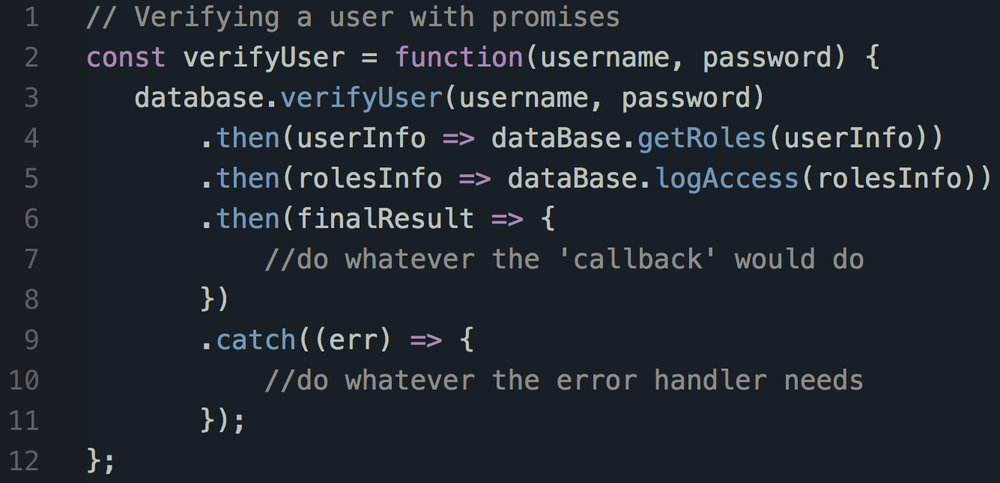 1 // Verifying a user with promises
2 const verifyUser = function(username, password) {
3    database.verifyUser(username, password)
4        .then(userInfo => dataBase.getRoles(userInfo))
5        .then(rolesInfo => dataBase.logAccess(rolesInfo))
6        .then(finalResult => {
7            //do whatever the 'callback' would do
8        })
9        .catch((err) => {
10            //do whatever the error handler needs
11        });
12 };